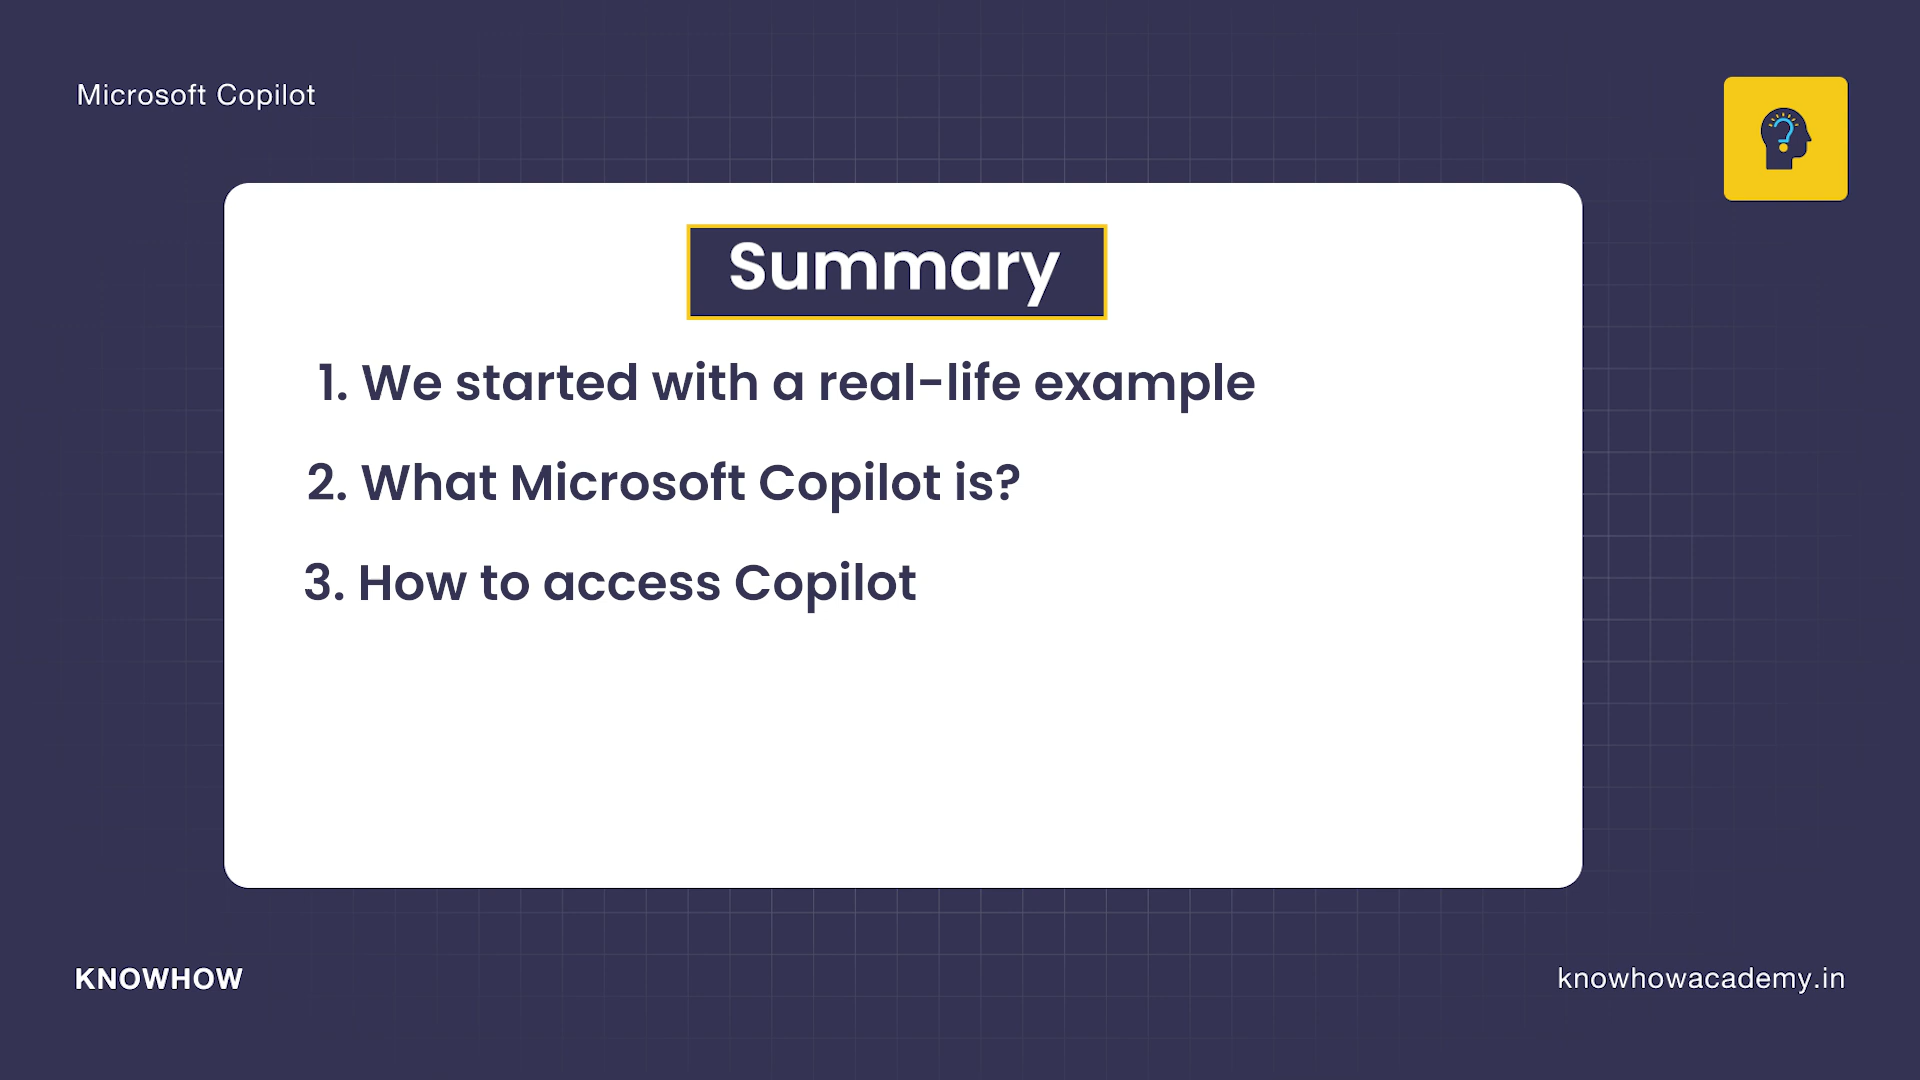 Microsoft Copilot
Summary
1. We started with a real-life example
2. What Microsoft Copilot is?
3. How to access Copilot
KNOWHOW
knowhowacademy.in